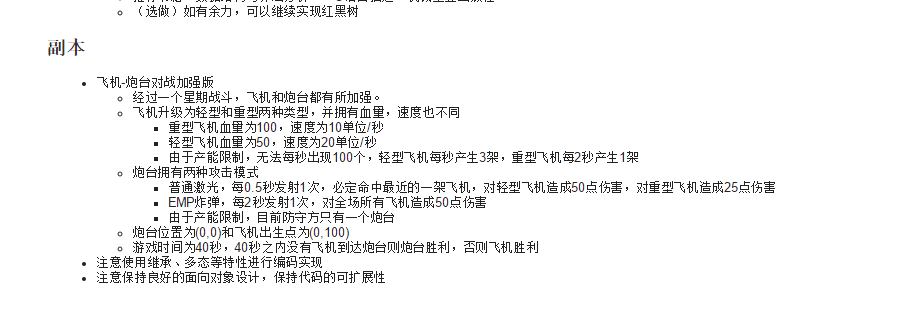 （选做）如有余力，可以继续实现红黑树
副本
飞机-炮台对战加强版
经过一个星期战斗，飞机和炮台都有所加强。
飞机升级为轻型和重型两种类型，并拥有血量，速度也不同
重型飞机血量为100，速度为10单位/秒
轻型飞机血量为50，速度为20单位/秒
由于产能限制，无法每秒出现100个，轻型飞机每秒产生3架，重型飞机每2秒产生1架
炮台拥有两种攻击模式
普通激光，每0.5秒发射1次，必定命中最近的一架飞机，对轻型飞机造成50点伤害，对重型飞机造成25点伤害
EMP炸弹，每2秒发射1次，对全场所有飞机造成50点伤害
由于产能限制，目前防守方只有一个炮台
炮台位置为(0,0)和飞机出生点为(0,100)
游戏时间为40秒，40秒之内没有飞机到达炮台则炮台胜利，否则飞机胜利
注意使用继承、多态等特性进行编码实现
注意保持良好的面向对象设计，保持代码的可扩展性